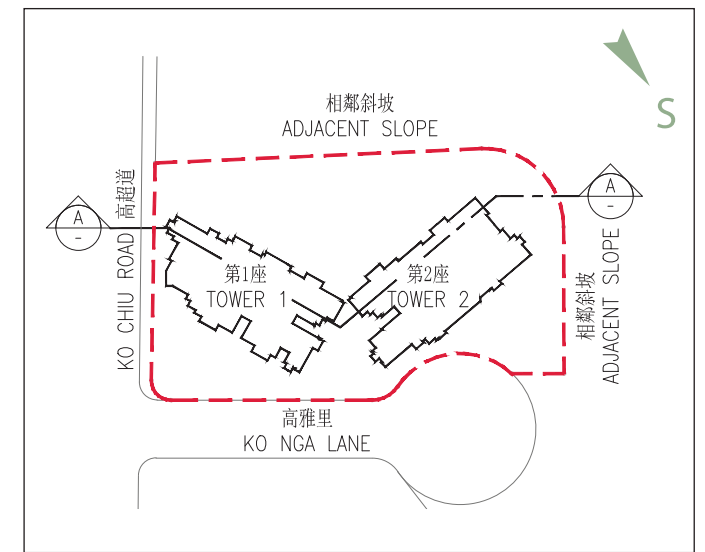 S
相鄰斜坡
ADJACENT SLOPE
高超道
KO CHIU ROAD
A
-
A
-
第1座
TOWER 1
第2座
TOWER 2
相鄰斜坡
ADJACENT SLOPE
高雅里
KO NGA LANE